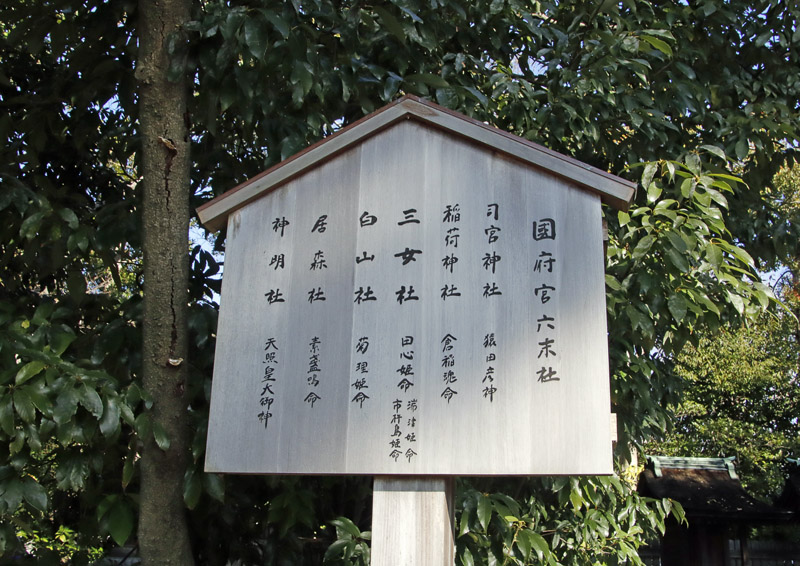 国府宮六末社
司宮神社 猿田彦神
稲荷神社 倉稲魂命
三女社 田心姫命 湍津姫命 市杵島姫命
白山社 菊理姫命
居森社 素盞嗚命
神明社 天照皇大御神